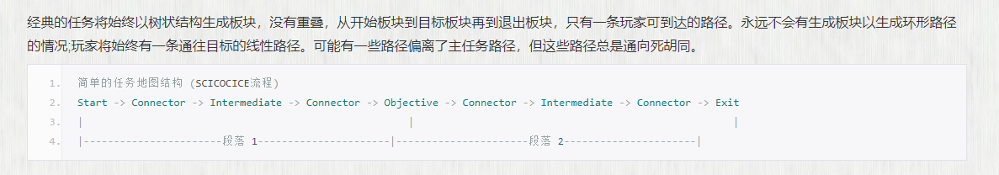 经典的任务将始终以树状结构生成板块，没有重叠，从开始板块到目标板块再到退出板块，只有一条玩家可到达的路径。永远不会有生成板块以生成环形路径
的情况;玩家将始终有一条通往目标的线性路径。可能有一些路径偏离了主任务路径，但这些路径总是通向死胡同。
1. 简单的任务地图结构 (SCICOCICE流程)
2. Start -> Connector -> Intermediate -> Connector -> Objective -> Connector -> Intermediate -> Connector -> Exit
3. |                                                      |                                                     |
4. |-----------------------段落 1----------------------|----------------------段落 2----------------------|